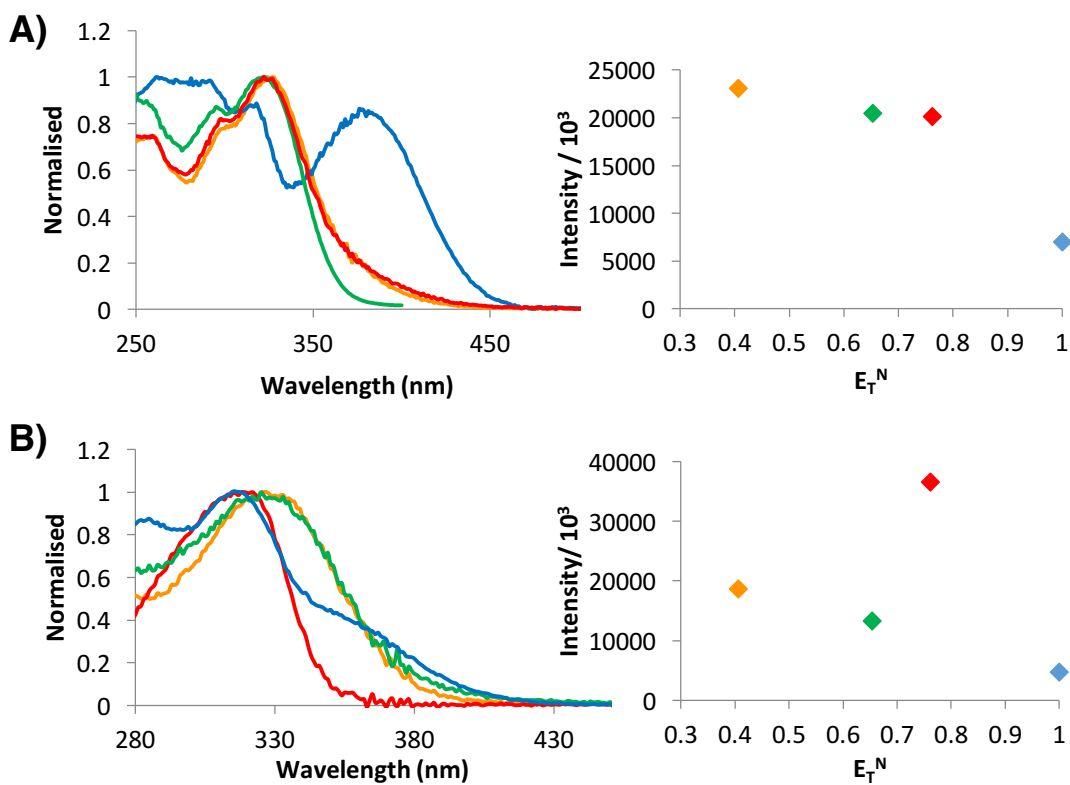 A)
1.2
1
0.8
0.6
0.4
0.2
0
Normalised
250 350 450
Wavelength (nm)
25000
20000
15000
10000
5000
0
Intensity / 10³
0.3 0.4 0.5 0.6 0.7 0.8 0.9 1
E_T^N
B)
1.2
1
0.8
0.6
0.4
0.2
0
Normalised
280 330 380 430
Wavelength (nm)
40000
30000
20000
10000
0
Intensity/ 10³
0.3 0.4 0.5 0.6 0.7 0.8 0.9 1
E_T^N